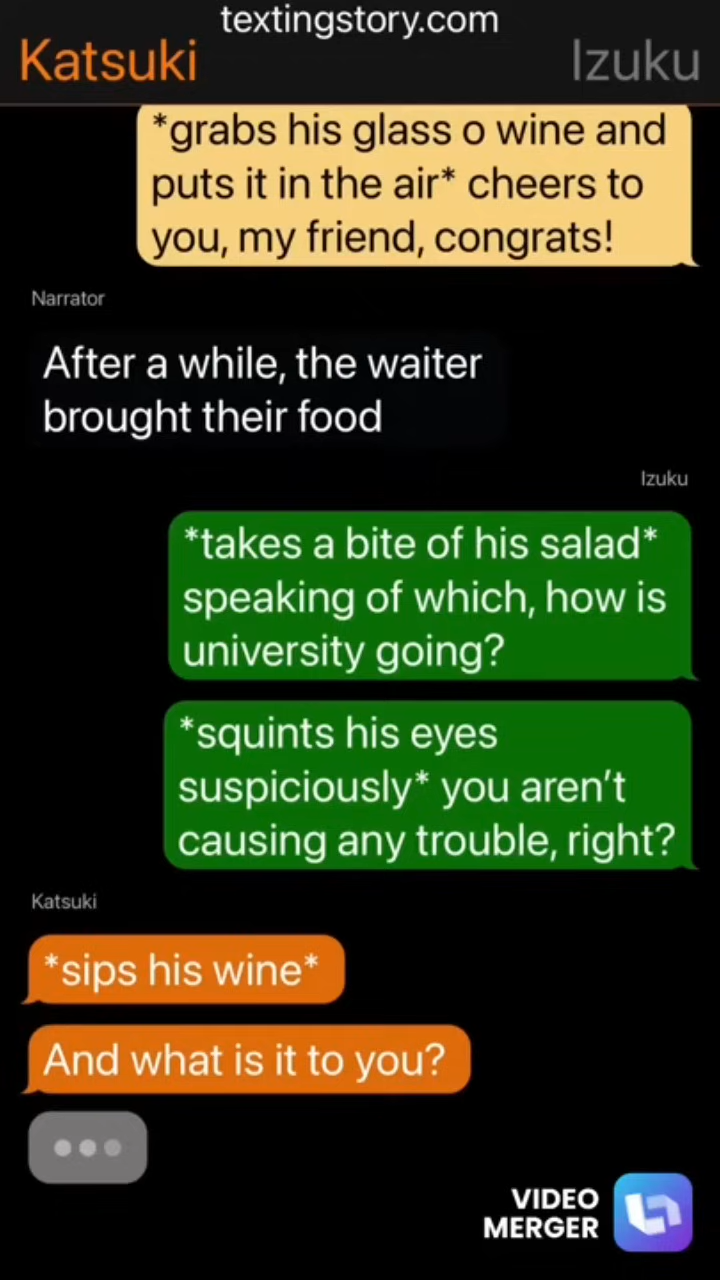 textingstory.com
Katsuki
Izuku
*grabs his glass o wine and
puts it in the air* cheers to
you, my friend, congrats!
Narrator
After a while, the waiter
brought their food
Izuku
*takes a bite of his salad*
speaking of which, how is
university going?
*squints his eyes
suspiciously* you aren’t
causing any trouble, right?
Katsuki
*sips his wine*
And what is it to you?
VIDEO
MERGER